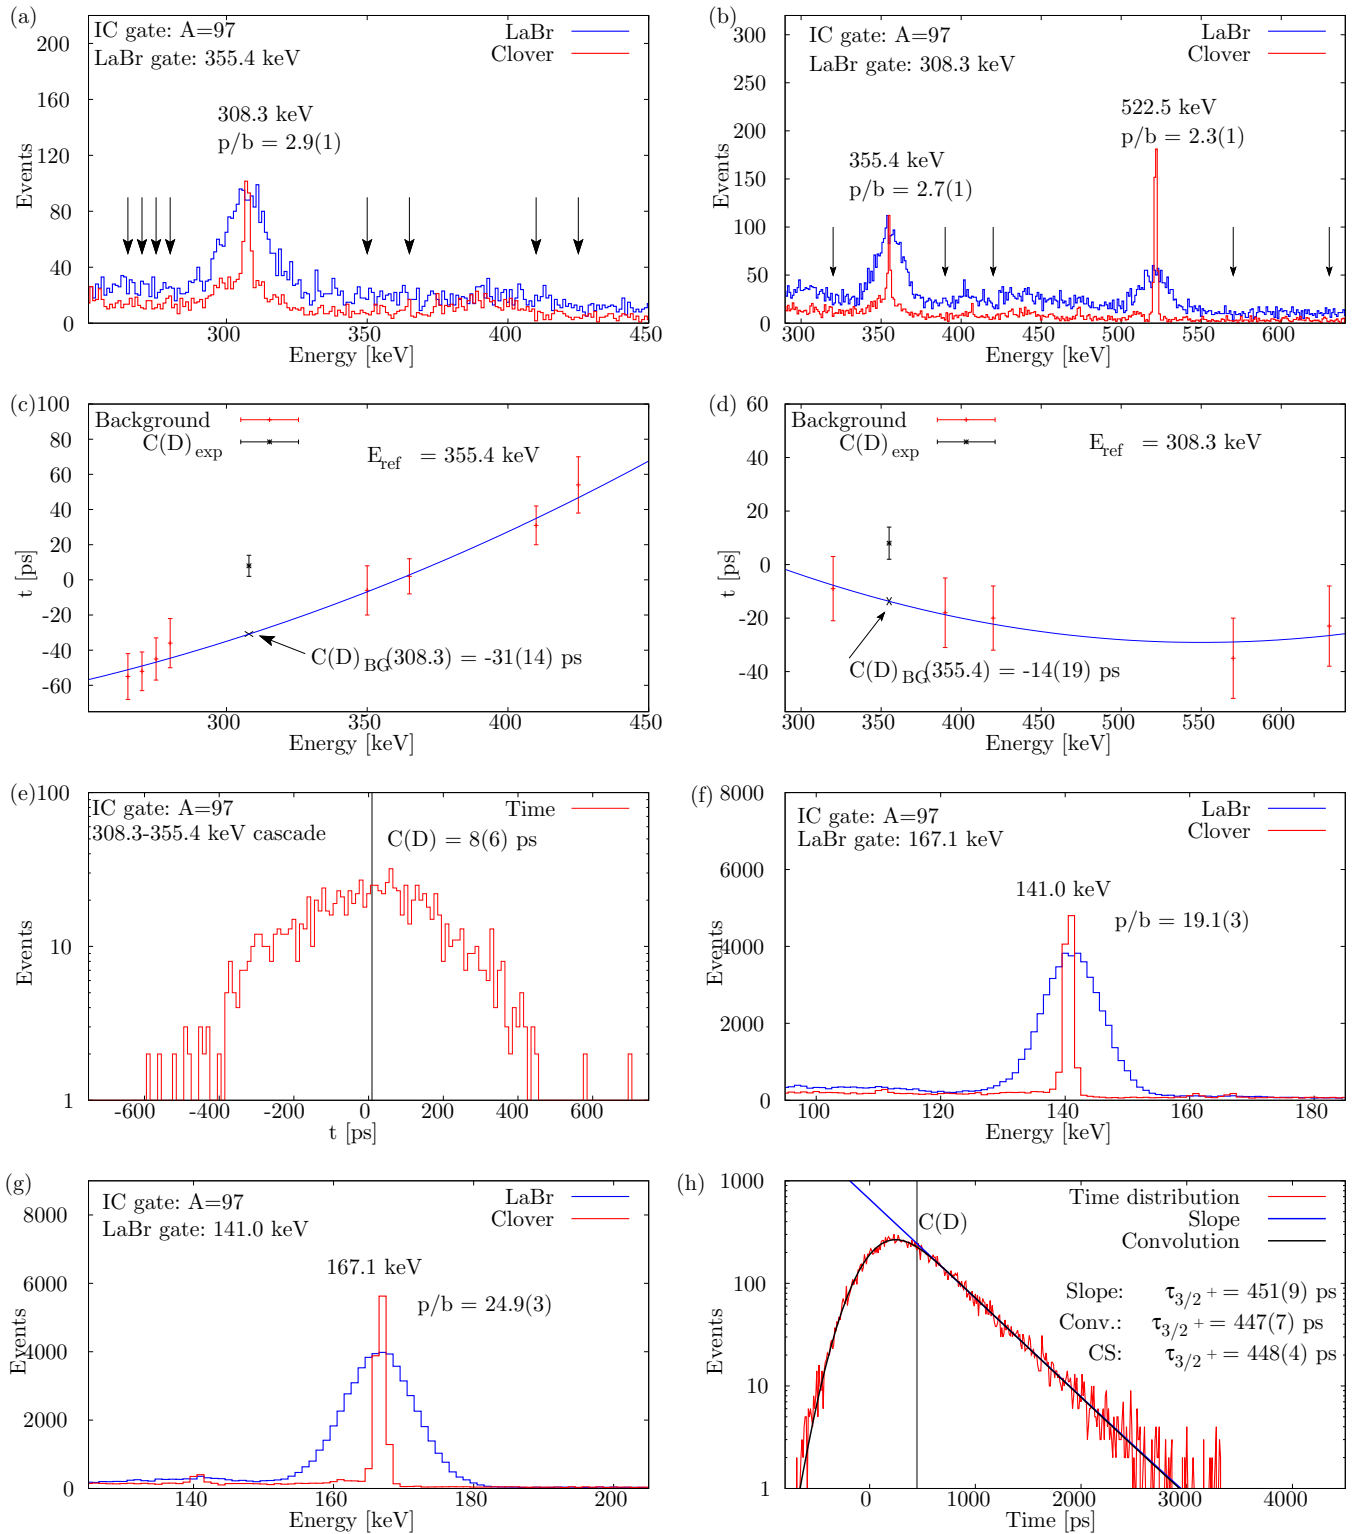 (a)
IC gate: A=97
LaBr gate: 355.4 keV
LaBr
Clover
308.3 keV
p/b = 2.9(1)
Events
0
40
80
120
160
200
300
350
400
450
Energy [keV]
(b)
IC gate: A=97
LaBr gate: 308.3 keV
LaBr
Clover
522.5 keV
p/b = 2.3(1)
355.4 keV
p/b = 2.7(1)
Events
0
50
100
150
200
250
300
300
350
400
450
500
550
600
Energy [keV]
(c)
Background
C(D)exp
Eref = 355.4 keV
C(D)BG(308.3) = -31(14) ps
t [ps]
100
80
60
40
20
0
-20
-40
-60
300
350
400
450
Energy [keV]
(d)
Background
C(D)exp
Eref = 308.3 keV
C(D)BG(355.4) = -14(19) ps
t [ps]
60
40
20
0
-20
-40
290
350
400
450
500
550
600
Energy [keV]
(e)
IC gate: A=97
308.3-355.4 keV cascade
Time
C(D) = 8(6) ps
Events
100
10
1
-600
-400
-200
0
200
400
600
t [ps]
(f)
IC gate: A=97
LaBr gate: 167.1 keV
LaBr
Clover
141.0 keV
p/b = 19.1(3)
Events
8000
6000
4000
2000
0
100
120
140
160
180
Energy [keV]
(g)
IC gate: A=97
LaBr gate: 141.0 keV
LaBr
Clover
167.1 keV
p/b = 24.9(3)
Events
8000
6000
4000
2000
0
140
160
180
200
Energy [keV]
(h)
Time distribution
Slope
Convolution
C(D)
Slope: τ3/2+ = 451(9) ps
Conv.: τ3/2+ = 447(7) ps
CS: τ3/2+ = 448(4) ps
Events
1000
100
10
1
0
1000
2000
3000
4000
Time [ps]